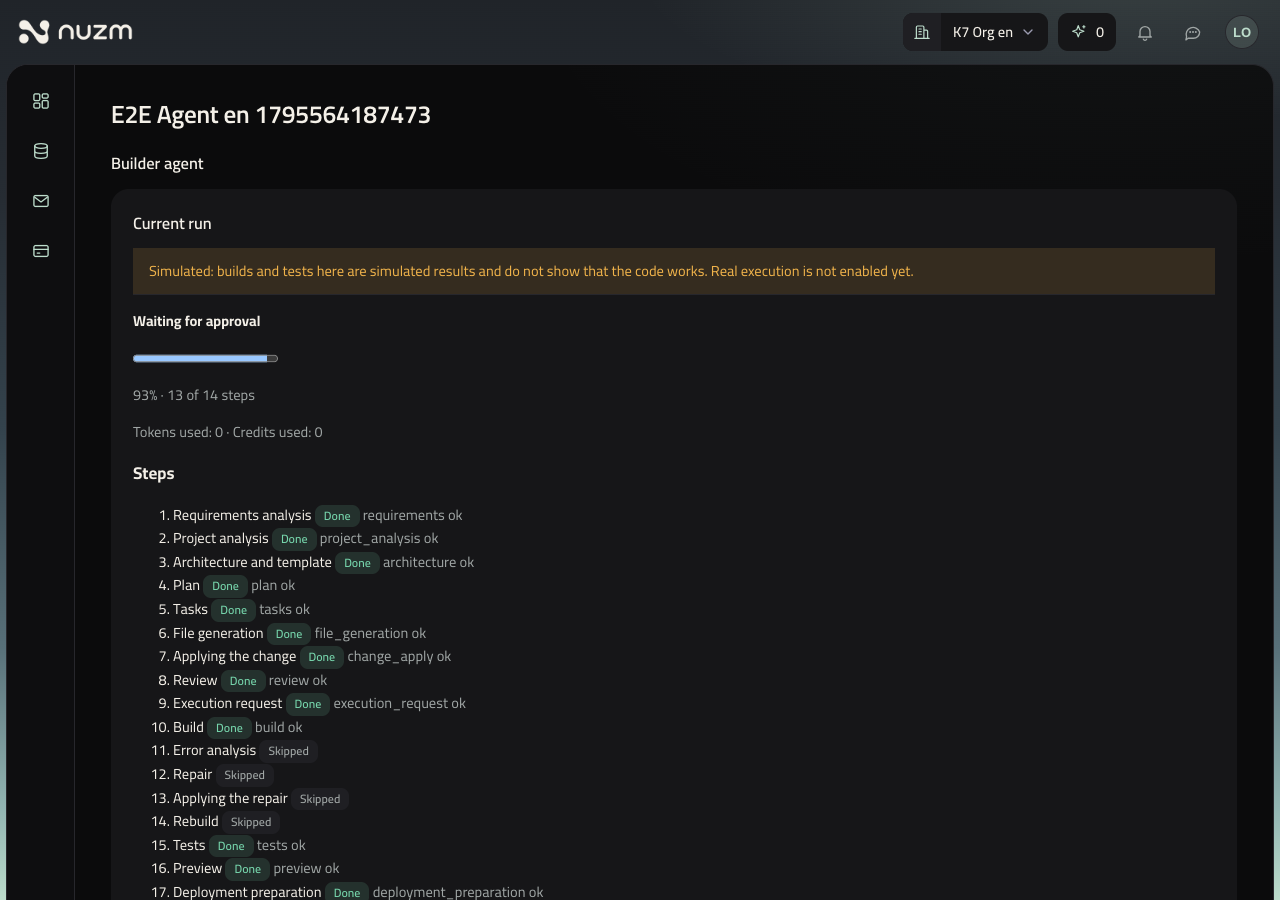 nuzm
K7 Org en
0
LO
E2E Agent en 1795564187473
Builder agent
Current run
Simulated: builds and tests here are simulated results and do not show that the code works. Real execution is not enabled yet.
Waiting for approval
93% · 13 of 14 steps
Tokens used: 0 · Credits used: 0
Steps
1. Requirements analysis Done requirements ok
2. Project analysis Done project_analysis ok
3. Architecture and template Done architecture ok
4. Plan Done plan ok
5. Tasks Done tasks ok
6. File generation Done file_generation ok
7. Applying the change Done change_apply ok
8. Review Done review ok
9. Execution request Done execution_request ok
10. Build Done build ok
11. Error analysis Skipped
12. Repair Skipped
13. Applying the repair Skipped
14. Rebuild Skipped
15. Tests Done tests ok
16. Preview Done preview ok
17. Deployment preparation Done deployment_preparation ok